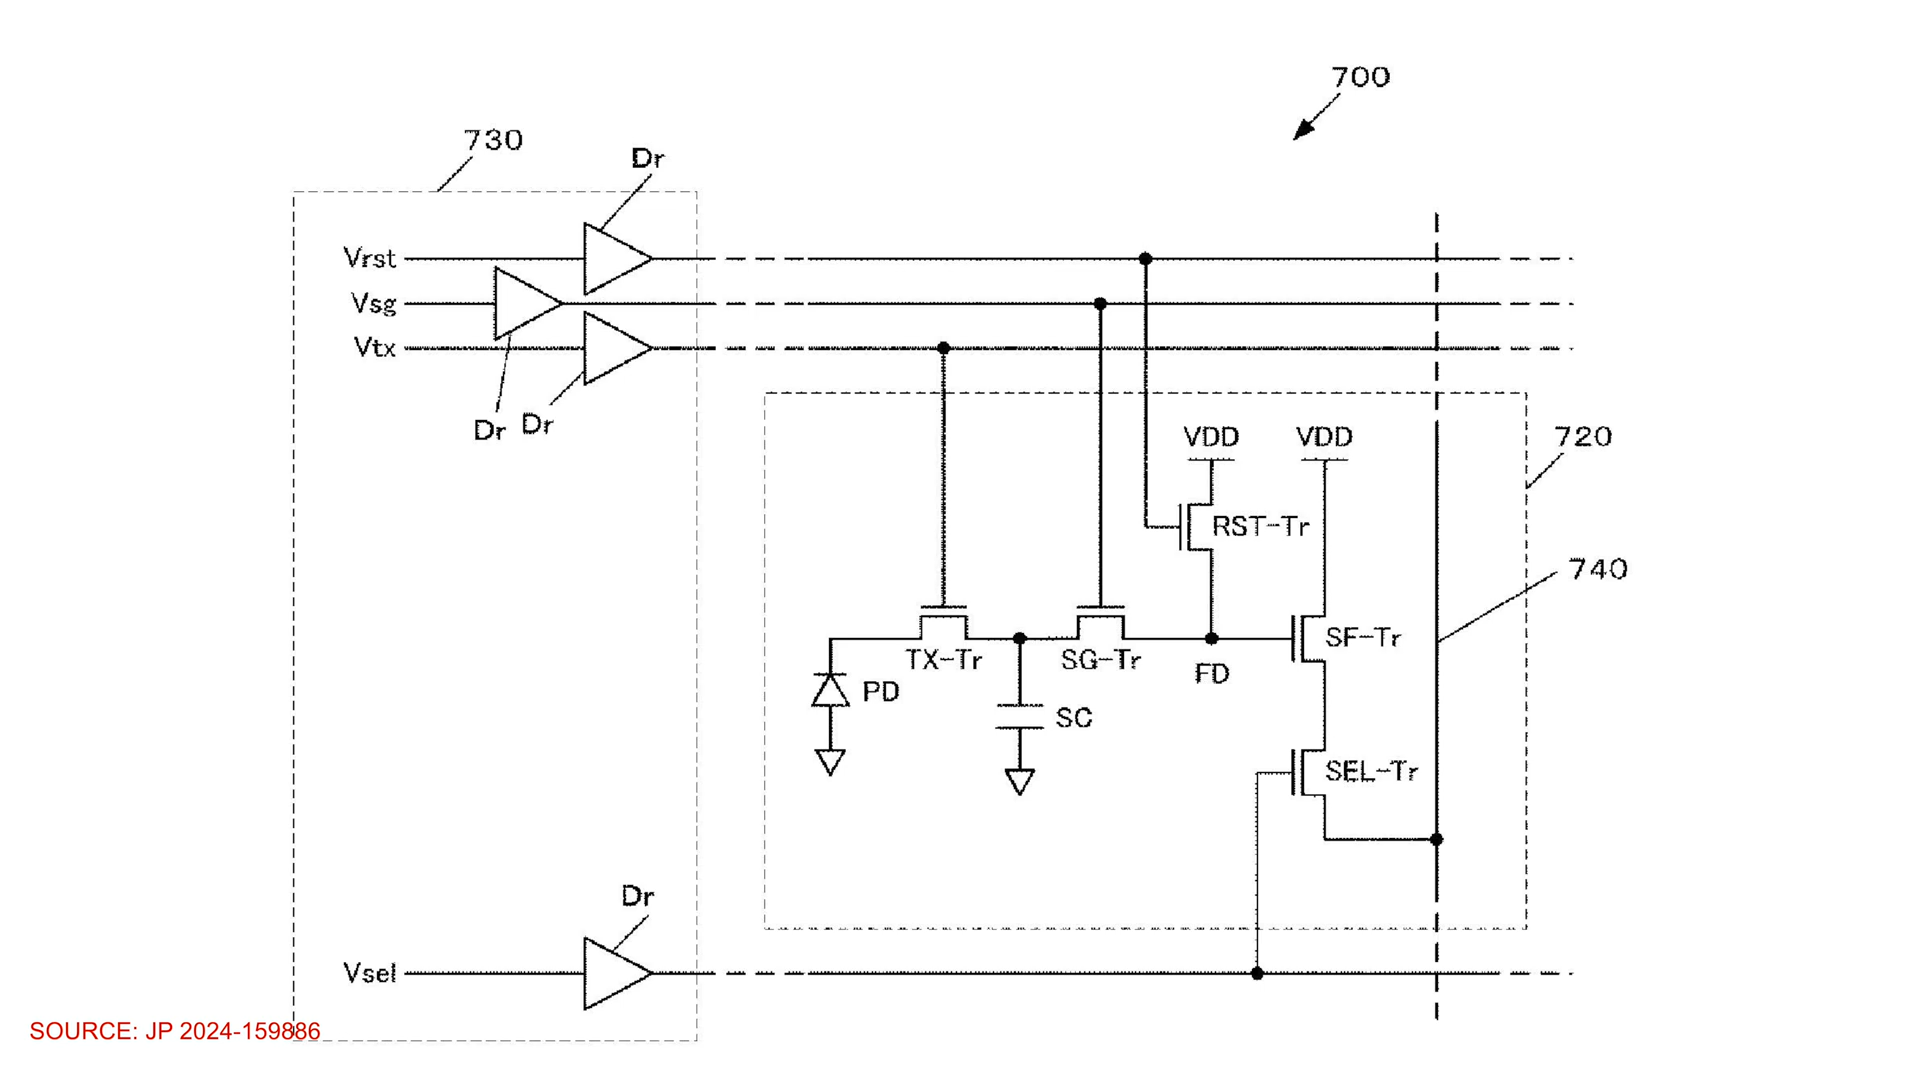 700
730
Dr
Vrst
Vsg
Vtx
Dr
Dr
VDD
VDD
720
RST-Tr
740
TX-Tr
SG-Tr
FD
SF-Tr
PD
SC
SEL-Tr
Dr
Vsel
SOURCE: JP 2024-159886